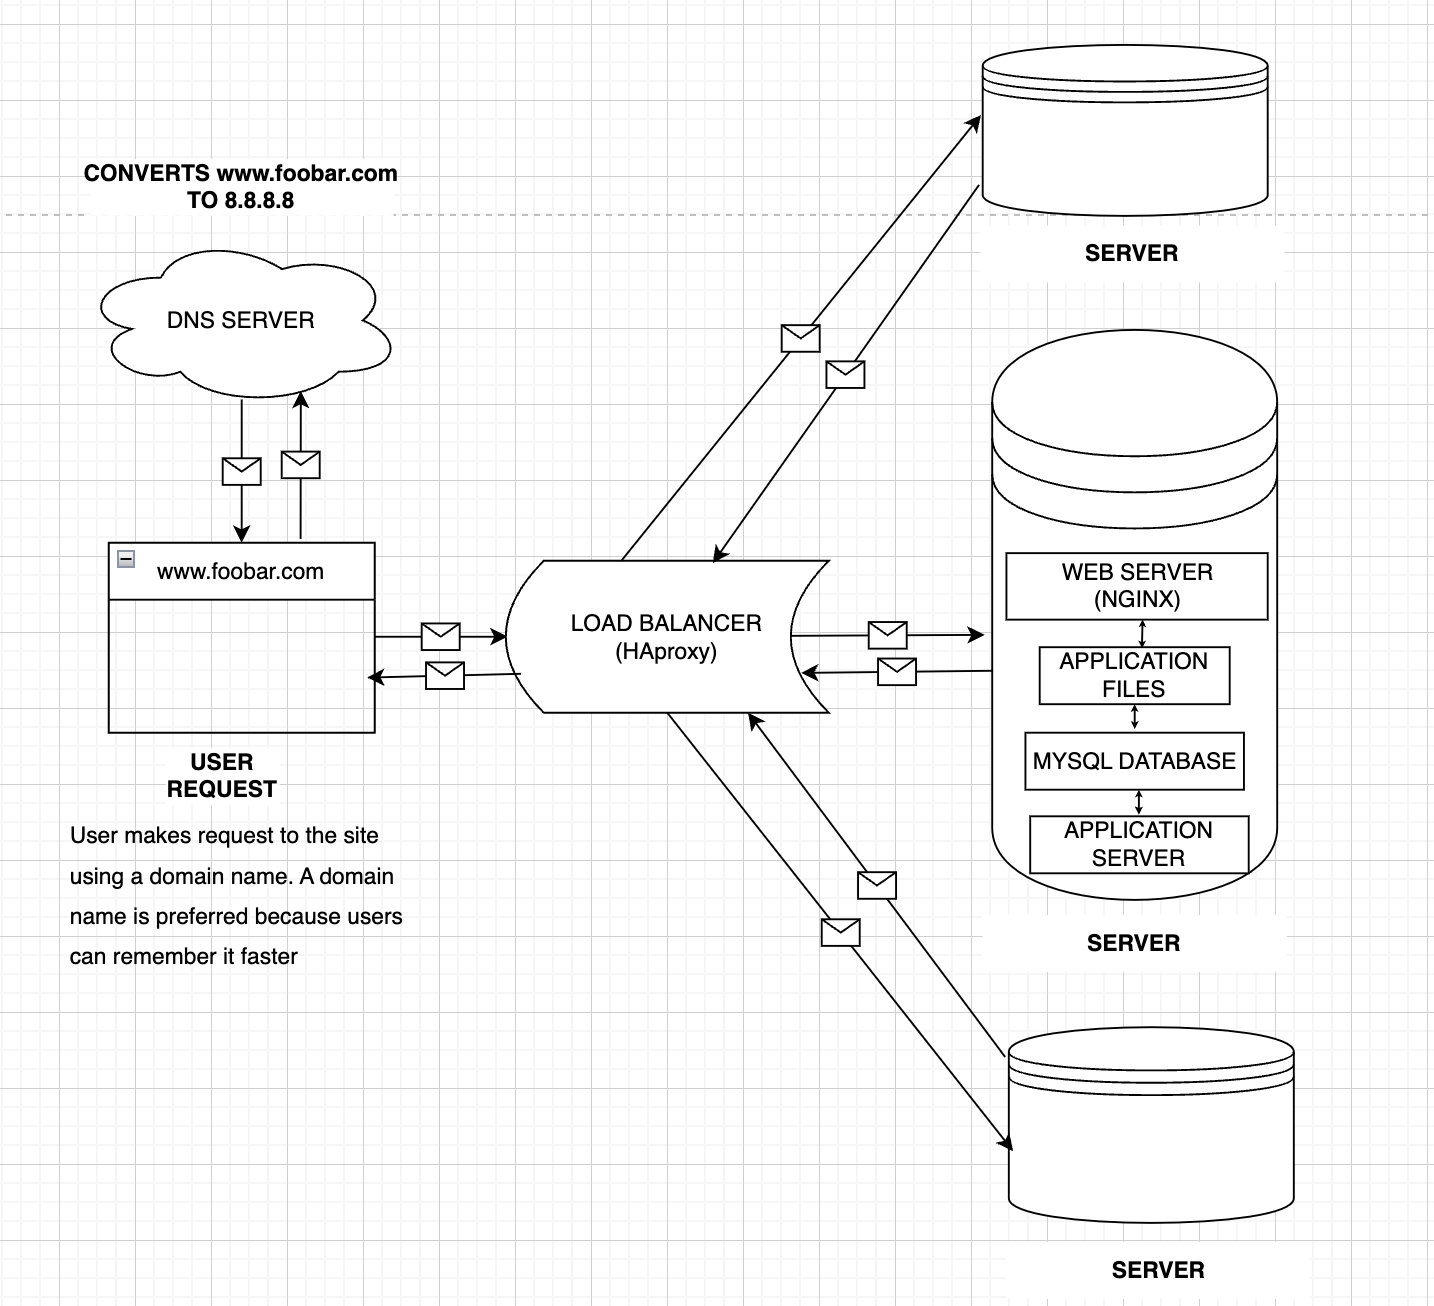 CONVERTS www.foobar.com
TO 8.8.8.8
DNS SERVER
www.foobar.com
USER
REQUEST
User makes request to the site
using a domain name. A domain
name is preferred because users
can remember it faster
LOAD BALANCER
(HAproxy)
SERVER
WEB SERVER
(NGINX)
APPLICATION
FILES
MYSQL DATABASE
APPLICATION
SERVER
SERVER
SERVER